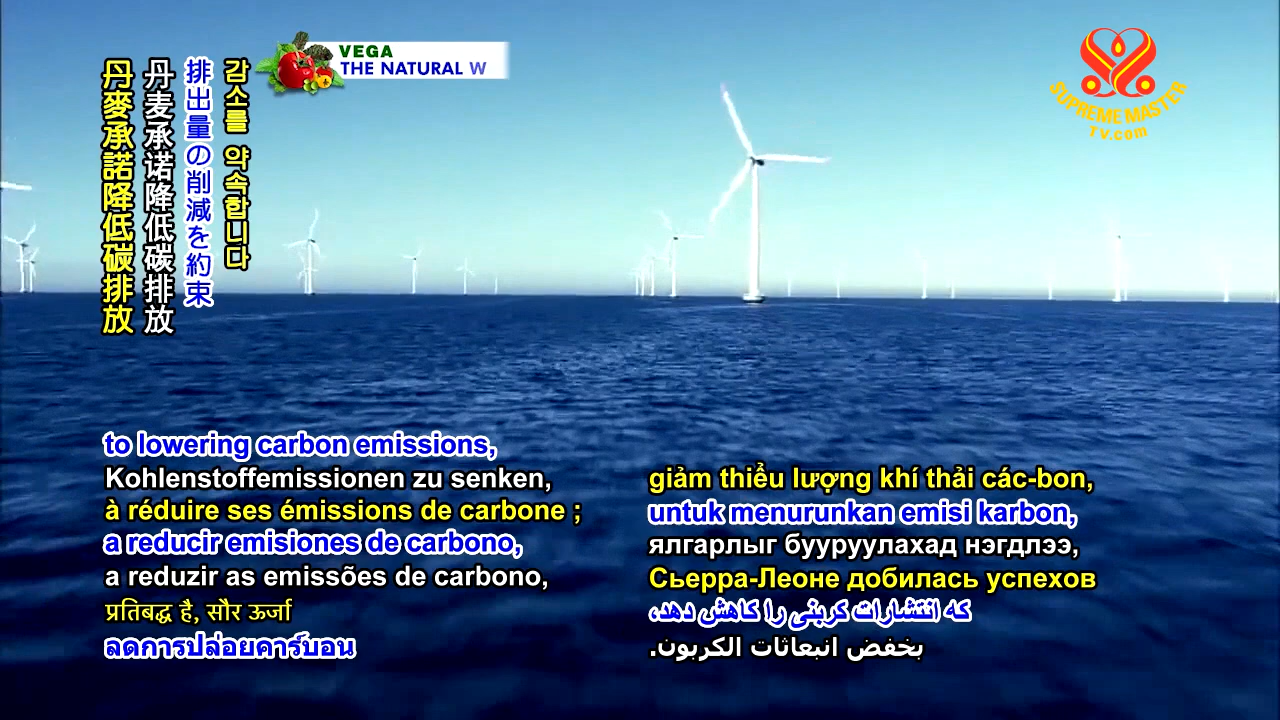 VEGA
THE NATURAL W
SUPREME MASTER
TV.com
감소를 약속합니다
排出量の削減を約束
丹麦承诺降低碳排放
丹麥承諾降低碳排放
to lowering carbon emissions,
Kohlenstoffemissionen zu senken,
à réduire ses émissions de carbone ;
a reducir emisiones de carbono,
a reduzir as emissões de carbono,
प्रतिबद्ध है, सौर ऊर्जा
ลดการปล่อยคาร์บอน
giảm thiểu lượng khí thải các-bon,
untuk menurunkan emisi karbon,
ялгарлыг бууруулахад нэгдлээ,
Сьерра-Леоне добилась успехов
که انتشارات کربنی را کاهش دهد،
بخفض انبعاثات الكربون.